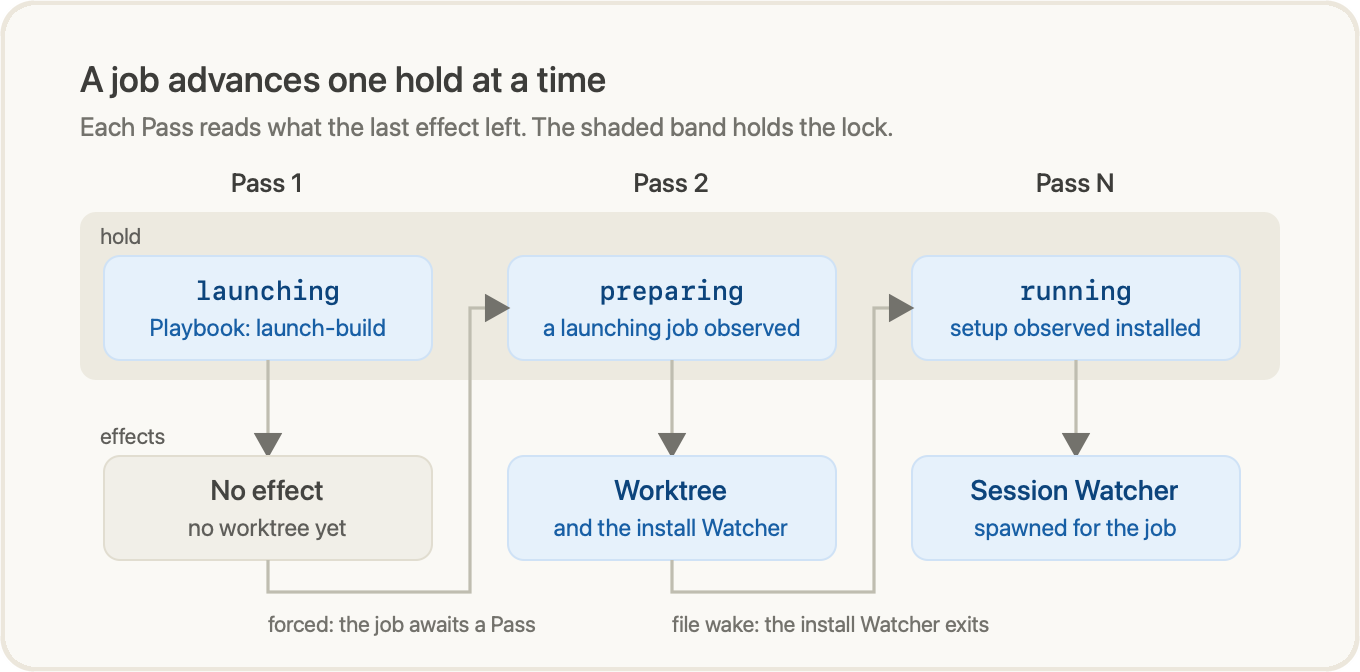 A job advances one hold at a time
Each Pass reads what the last effect left. The shaded band holds the lock.
Pass 1
Pass 2
Pass N
hold
launching
Playbook: launch-build
preparing
a launching job observed
running
setup observed installed
effects
No effect
no worktree yet
Worktree
and the install Watcher
Session Watcher
spawned for the job
forced: the job awaits a Pass
file wake: the install Watcher exits